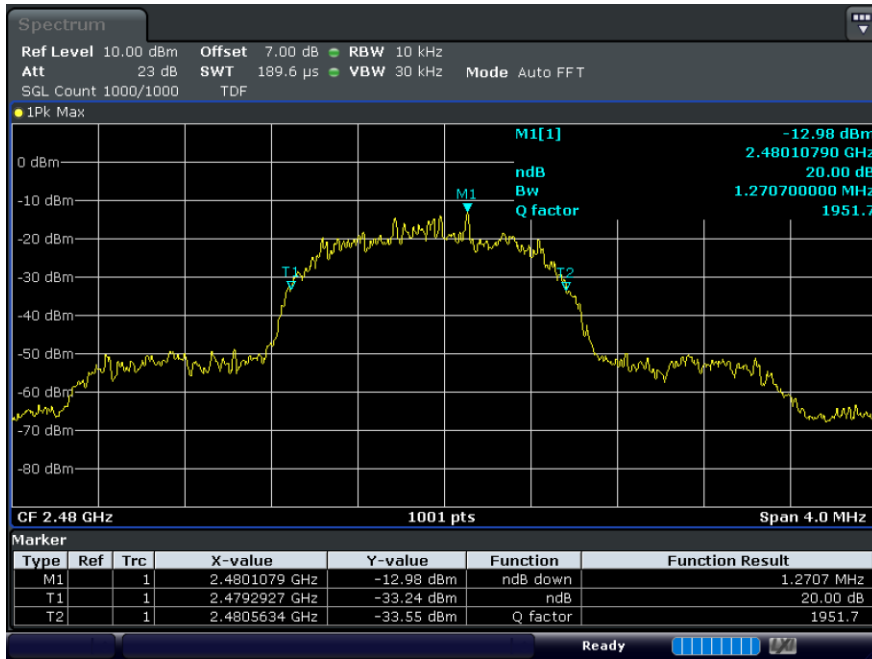 Spectrum
Ref Level 10.00 dBm Offset 7.00 dB RBW 10 kHz
Att 23 dB SWT 189.6 µs VBW 30 kHz Mode Auto FFT
SGL Count 1000/1000 TDF
1Pk Max
M1[1] -12.98 dBm
2.48010790 GHz
0 dBm
ndB 20.00 dB
M1 Bw 1.270700000 MHz
-10 dBm
Q factor 1951.7
-20 dBm
T1 T2
-30 dBm
-40 dBm
-50 dBm
-60 dBm
-70 dBm
-80 dBm
CF 2.48 GHz 1001 pts Span 4.0 MHz
Marker
Type Ref Trc X-value Y-value Function Function Result
M1 1 2.4801079 GHz -12.98 dBm ndB down 1.2707 MHz
T1 1 2.4792927 GHz -33.24 dBm ndB 20.00 dB
T2 1 2.4805634 GHz -33.55 dBm Q factor 1951.7
Ready